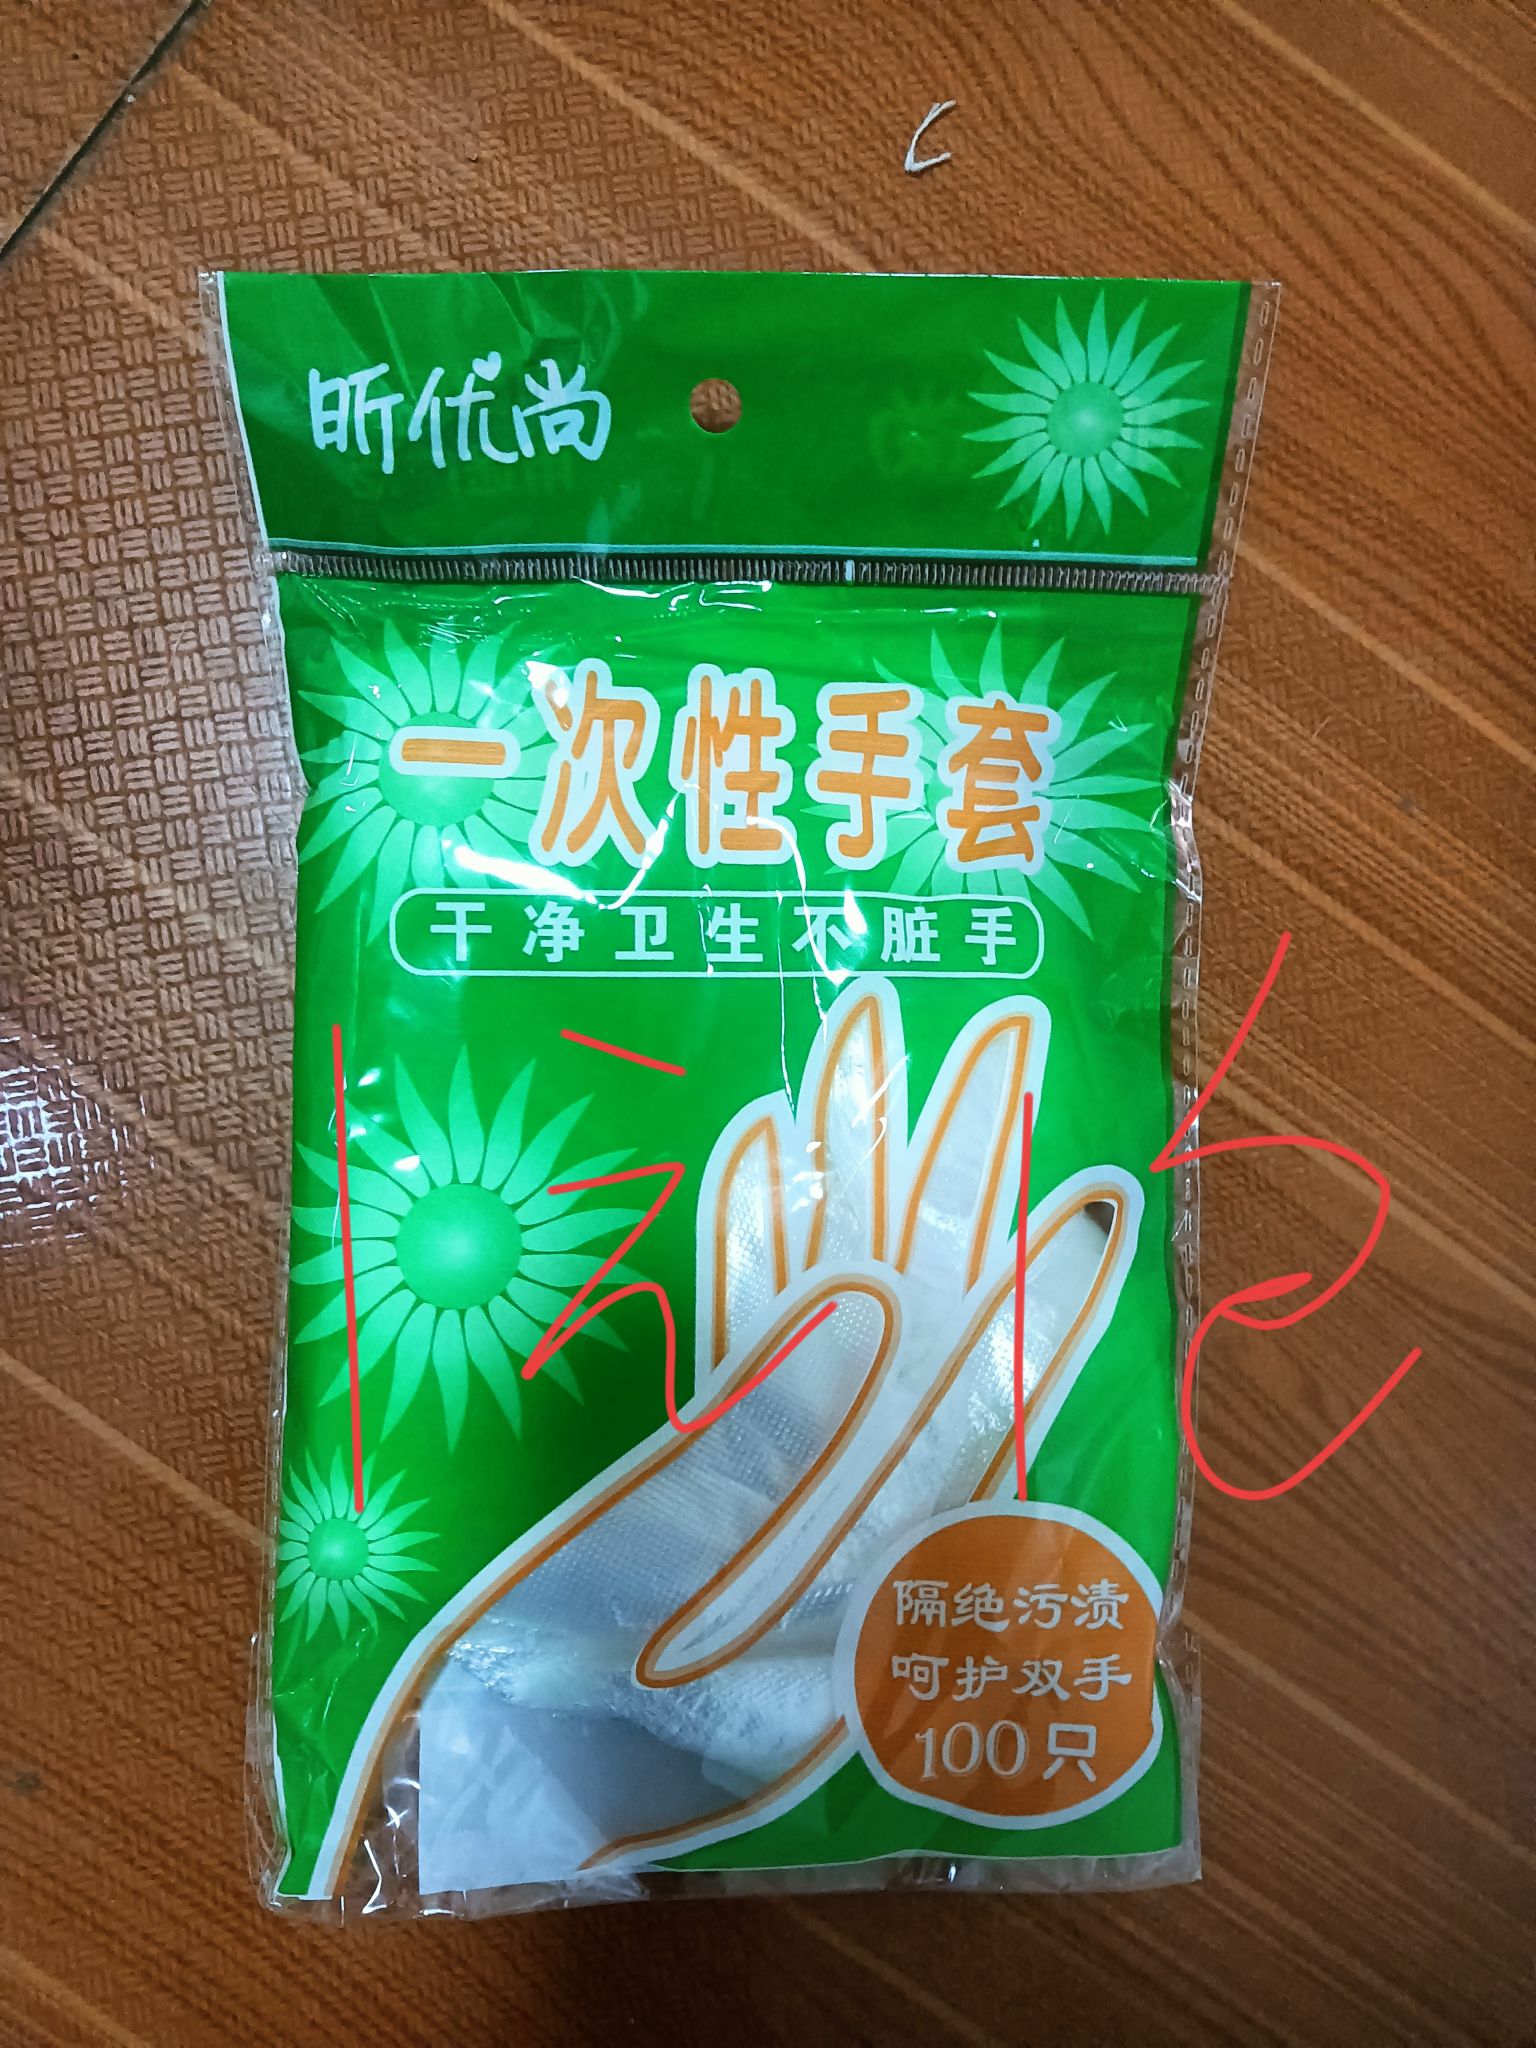 昕优尚
一次性手套
干净卫生不脏手
隔绝污渍
呵护双手
100只